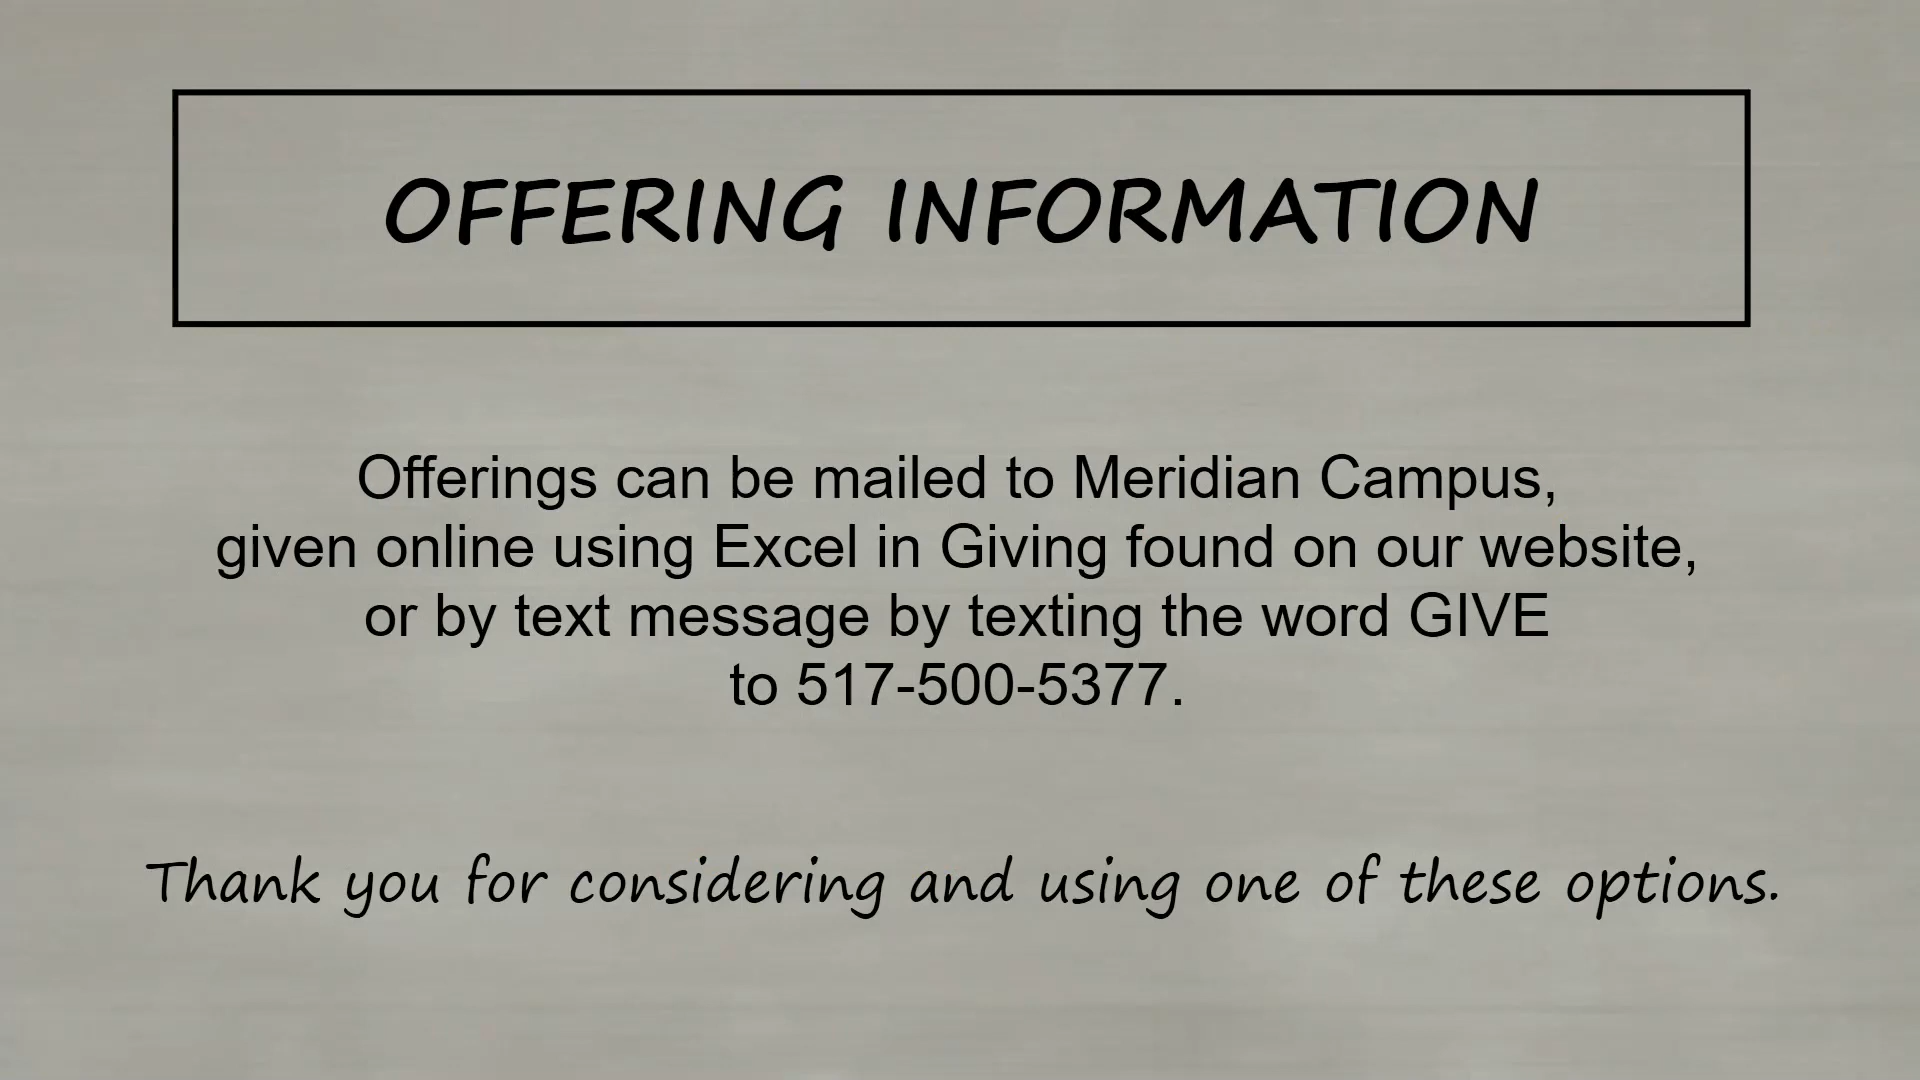 OFFERING INFORMATION
Offerings can be mailed to Meridian Campus,
given online using Excel in Giving found on our website,
or by text message by texting the word GIVE
to 517-500-5377.
Thank you for considering and using one of these options.